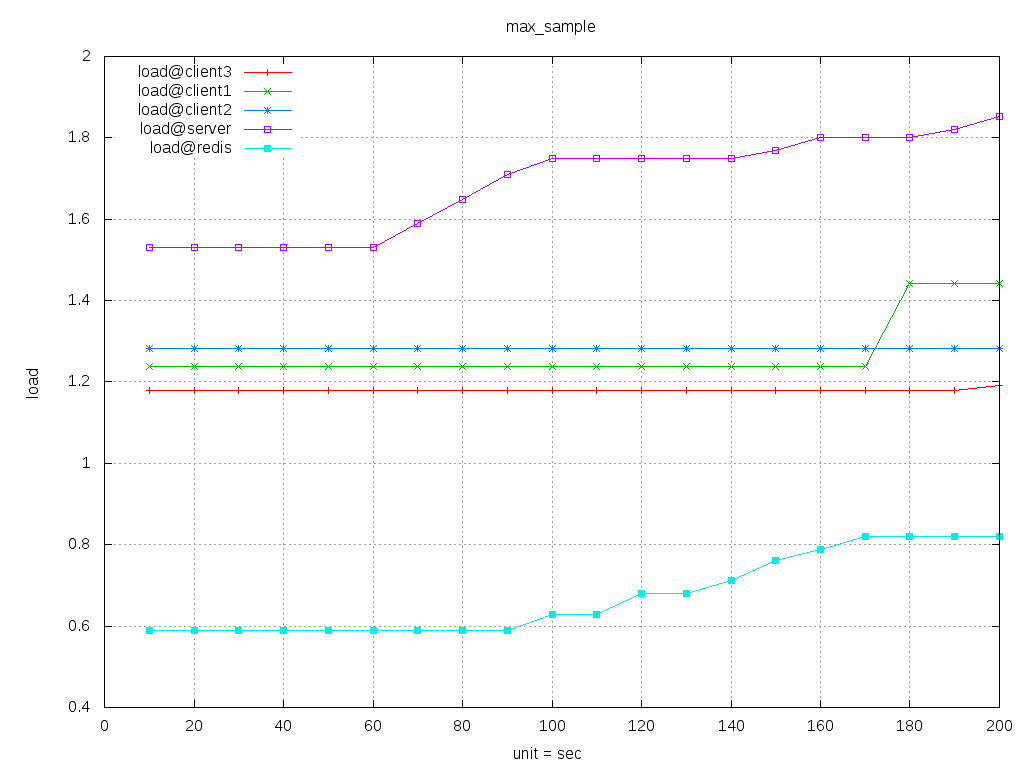 max_sample
load@client3
load@client1
load@client2
load@server
load@redis
2
1.8
1.6
1.4
1.2
1
0.8
0.6
0.4
load
0 20 40 60 80 100 120 140 160 180 200
unit = sec